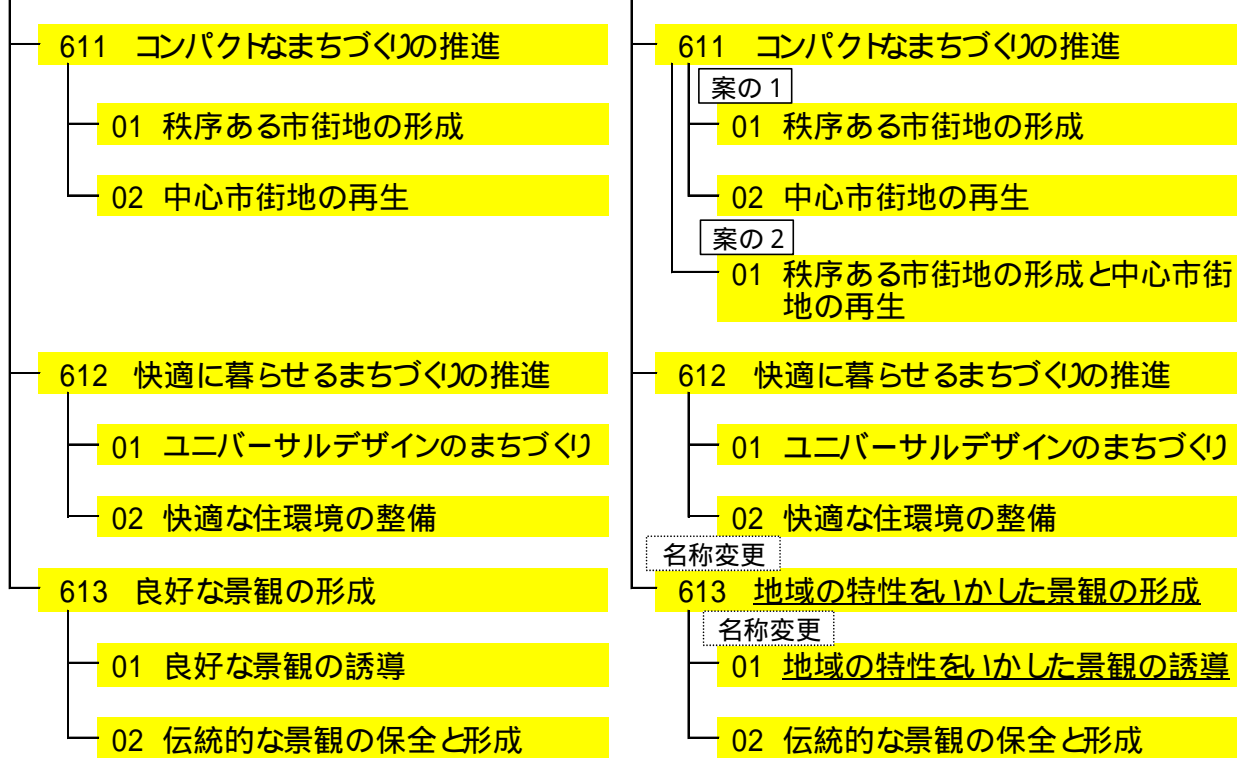 611 コンパクトなまちづくりの推進
01 秩序ある市街地の形成
02 中心市街地の再生
612 快適に暮らせるまちづくりの推進
01 ユニバーサルデザインのまちづくり
02 快適な住環境の整備
613 良好な景観の形成
01 良好な景観の誘導
02 伝統的な景観の保全と形成
611 コンパクトなまちづくりの推進
案の1
01 秩序ある市街地の形成
02 中心市街地の再生
案の2
01 秩序ある市街地の形成と中心市街
地の再生
612 快適に暮らせるまちづくりの推進
01 ユニバーサルデザインのまちづくり
02 快適な住環境の整備
名称変更
613 地域の特性をいかした景観の形成
名称変更
01 地域の特性をいかした景観の誘導
02 伝統的な景観の保全と形成